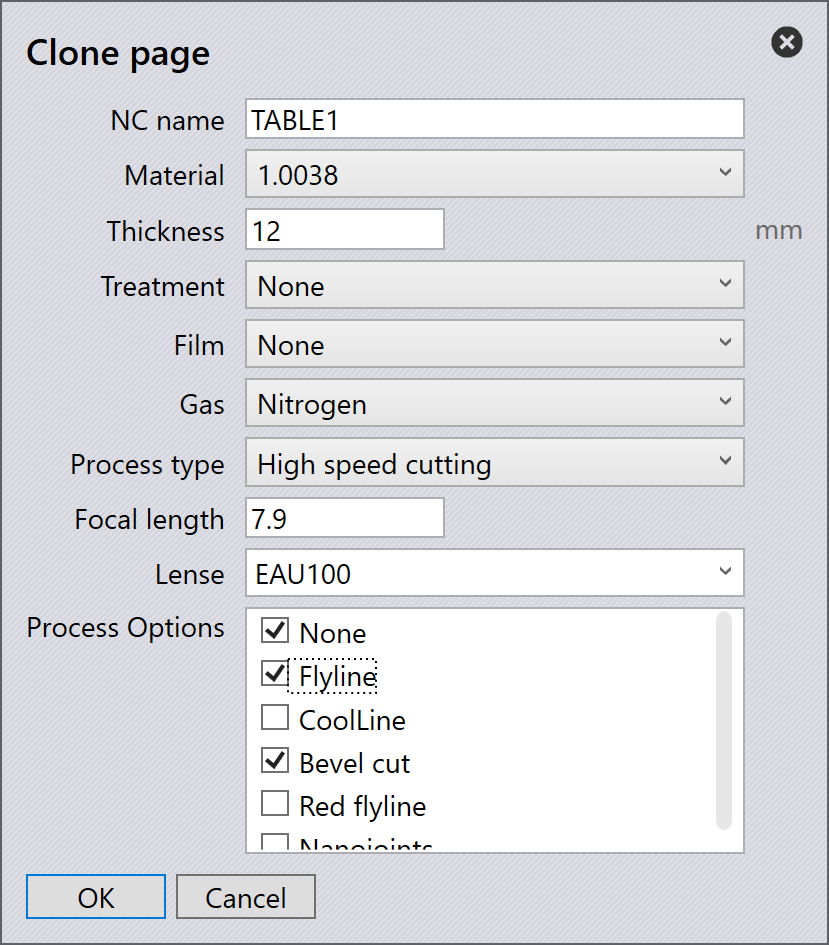 Clone page
NC name TABLE1
Material 1.0038
Thickness 12 mm
Treatment None
Film None
Gas Nitrogen
Process type High speed cutting
Focal length 7.9
Lense EAU100
Process Options None
Flyline
CoolLine
Bevel cut
Red flyline
Nanojoints
OK Cancel